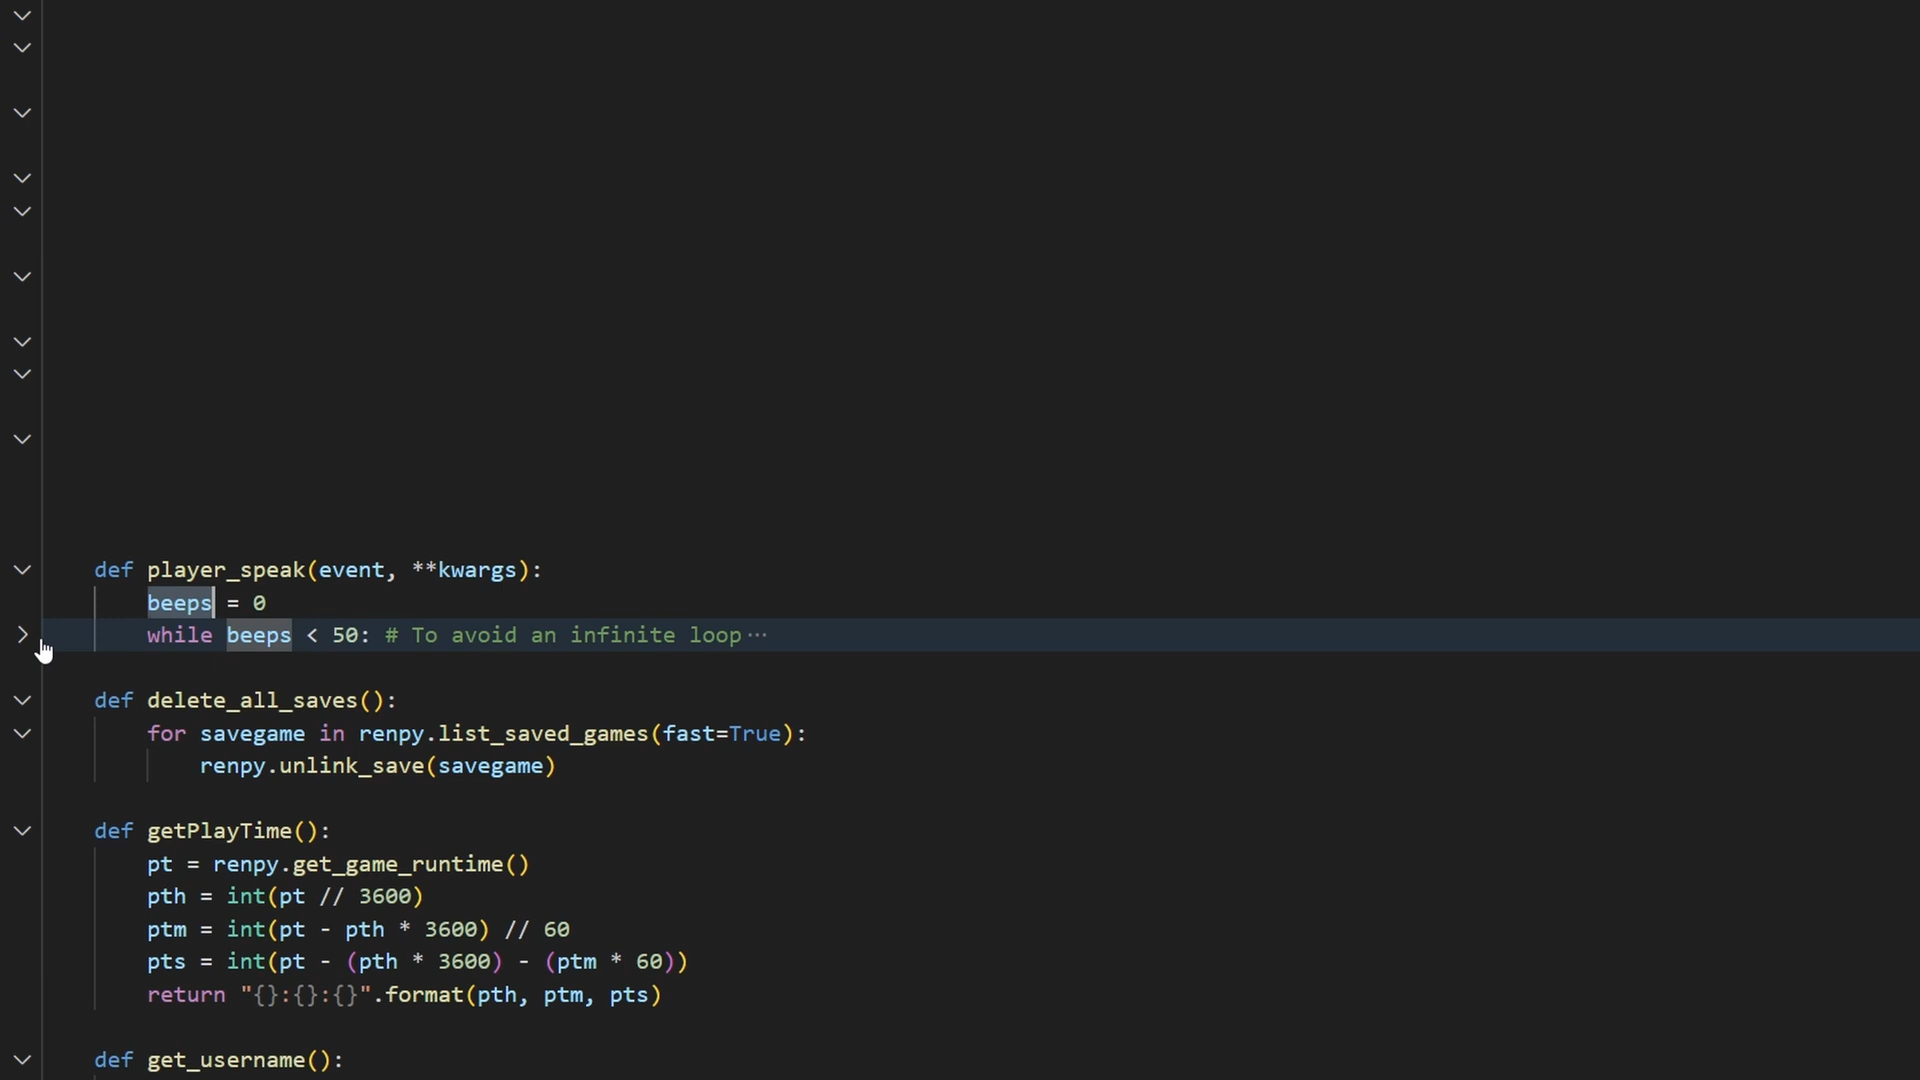 def player_speak(event, **kwargs):
beeps = 0
while beeps < 50: # To avoid an infinite loop···
def delete_all_saves():
for savegame in renpy.list_saved_games(fast=True):
renpy.unlink_save(savegame)
def getPlayTime():
pt = renpy.get_game_runtime()
pth = int(pt // 3600)
ptm = int(pt - pth * 3600) // 60
pts = int(pt - (pth * 3600) - (ptm * 60))
return "{}:{}:{}".format(pth, ptm, pts)
def get_username():